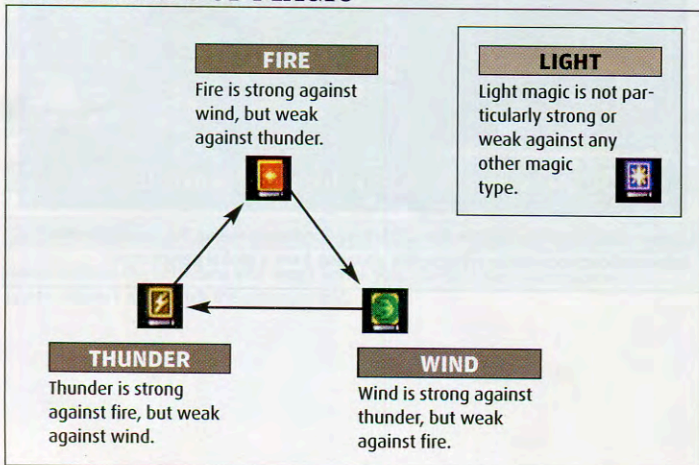 FIRE
Fire is strong against
wind, but weak
against thunder.
LIGHT
Light magic is not par-
ticularly strong or
weak against any
other magic
type.
THUNDER
Thunder is strong
against fire, but weak
against wind.
WIND
Wind is strong against
thunder, but weak
against fire.